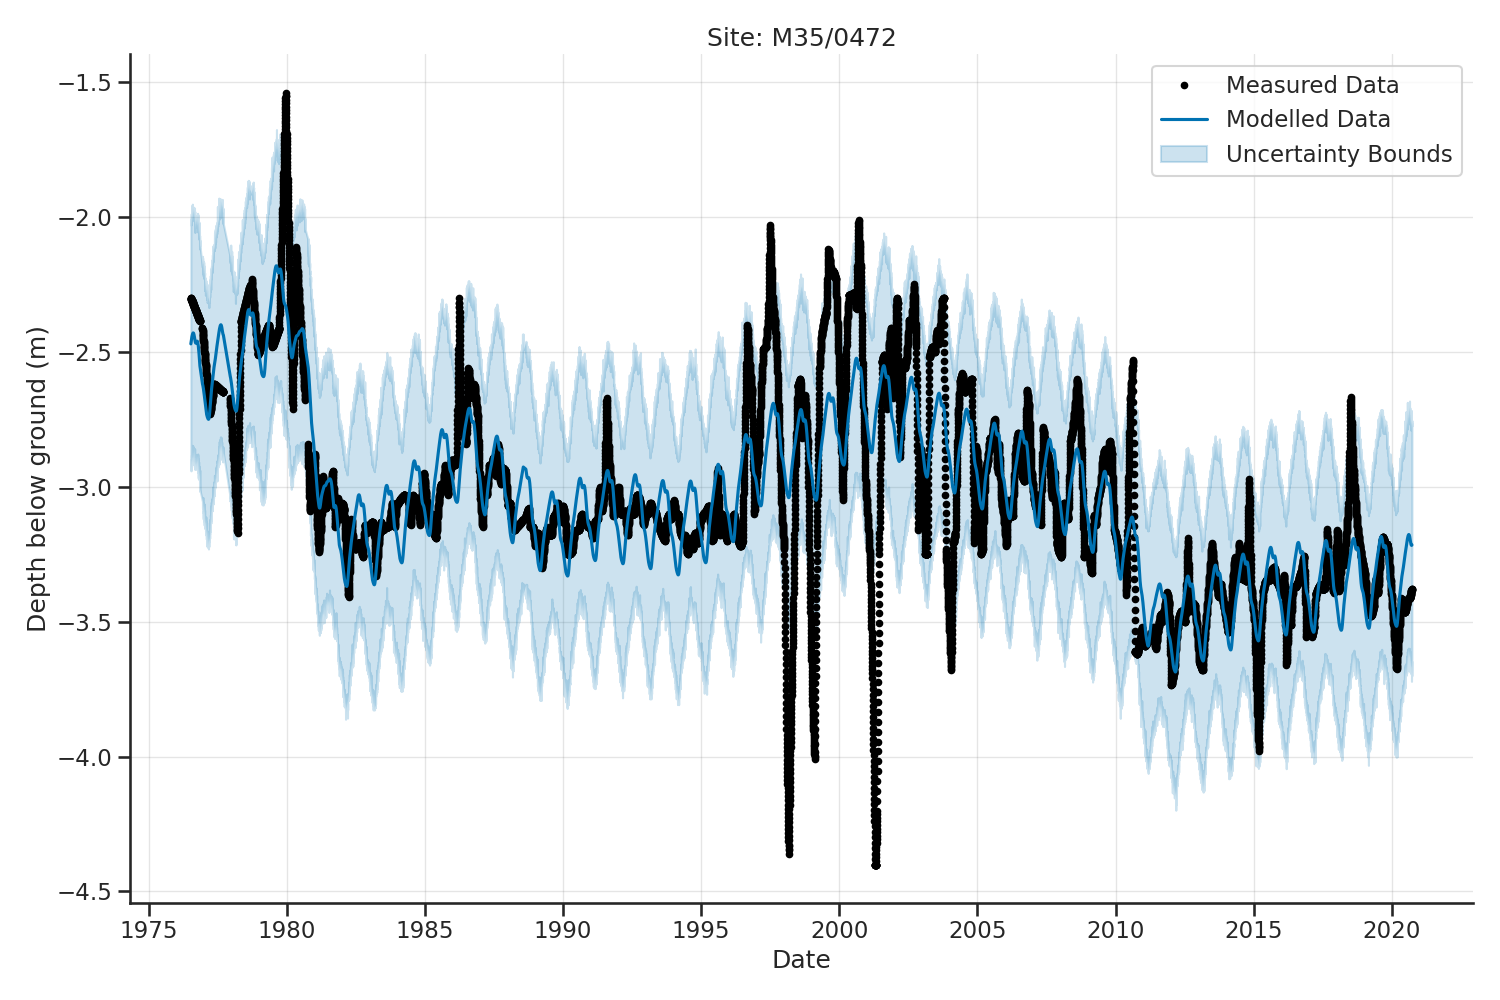 Site: M35/0472
Measured Data
Modelled Data
Uncertainty Bounds
−1.5
−2.0
−2.5
−3.0
−3.5
−4.0
−4.5
Depth below ground (m)
1975 1980 1985 1990 1995 2000 2005 2010 2015 2020
Date